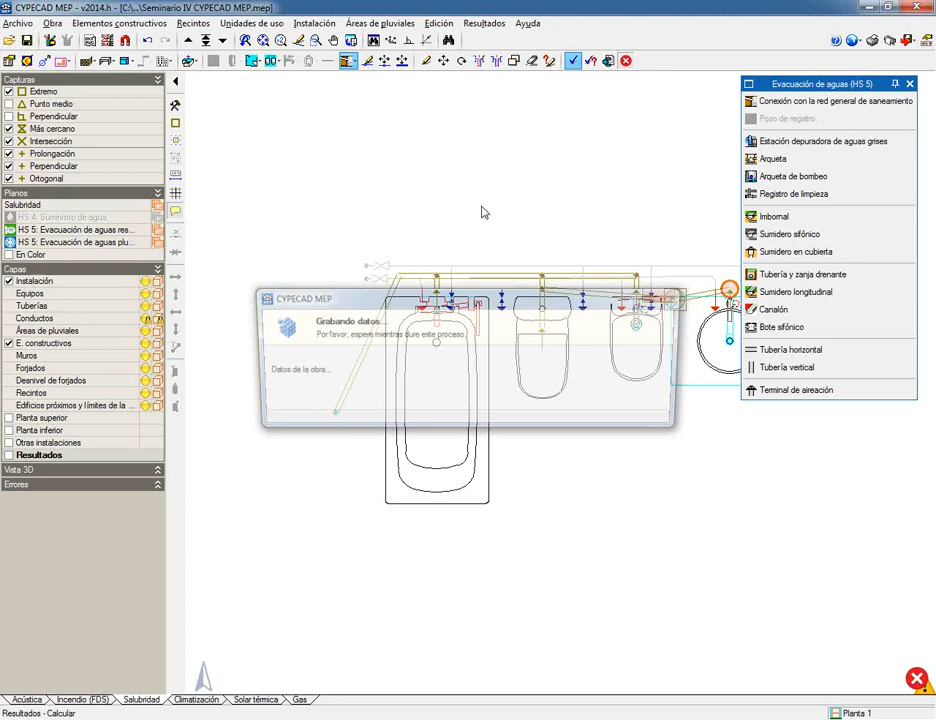 CYPECAD MEP - v2014.h - [C:\...\Seminario IV CYPECAD MEP.mep]
Archivo Obra Elementos constructivos Recintos Unidades de uso Instalación Áreas de pluviales Edición Resultados Ayuda
Capturas
Extremo
Punto medio
Perpendicular
Más cercano
Intersección
Prolongación
Perpendicular
Ortogonal
Planos
Salubridad
HS 4: Suministro de agua
HS 5: Evacuación de aguas res...
HS 5: Evacuación de aguas plu...
En Color
Capas
Instalación
Equipos
Tuberías
Conductos
Áreas de pluviales
E. constructivos
Muros
Forjados
Desnivel de forjados
Recintos
Edificios próximos y límites de la ...
Planta superior
Planta inferior
Otras instalaciones
Resultados
Vista 3D
Errores
CYPECAD MEP
Grabando datos...
Por favor, espere mientras dure este proceso.
Datos de la obra...
Evacuación de aguas (HS 5)
Conexión con la red general de saneamiento
Pozo de registro
Estación depuradora de aguas grises
Arqueta
Arqueta de bombeo
Registro de limpieza
Imbornal
Sumidero sifónico
Sumidero en cubierta
Tubería y zanja drenante
Sumidero longitudinal
Canalón
Bote sifónico
Tubería horizontal
Tubería vertical
Terminal de aireación
Acústica Incendio (FDS) Salubridad Climatización Solar térmica Gas
Resultados - Calcular
Planta 1